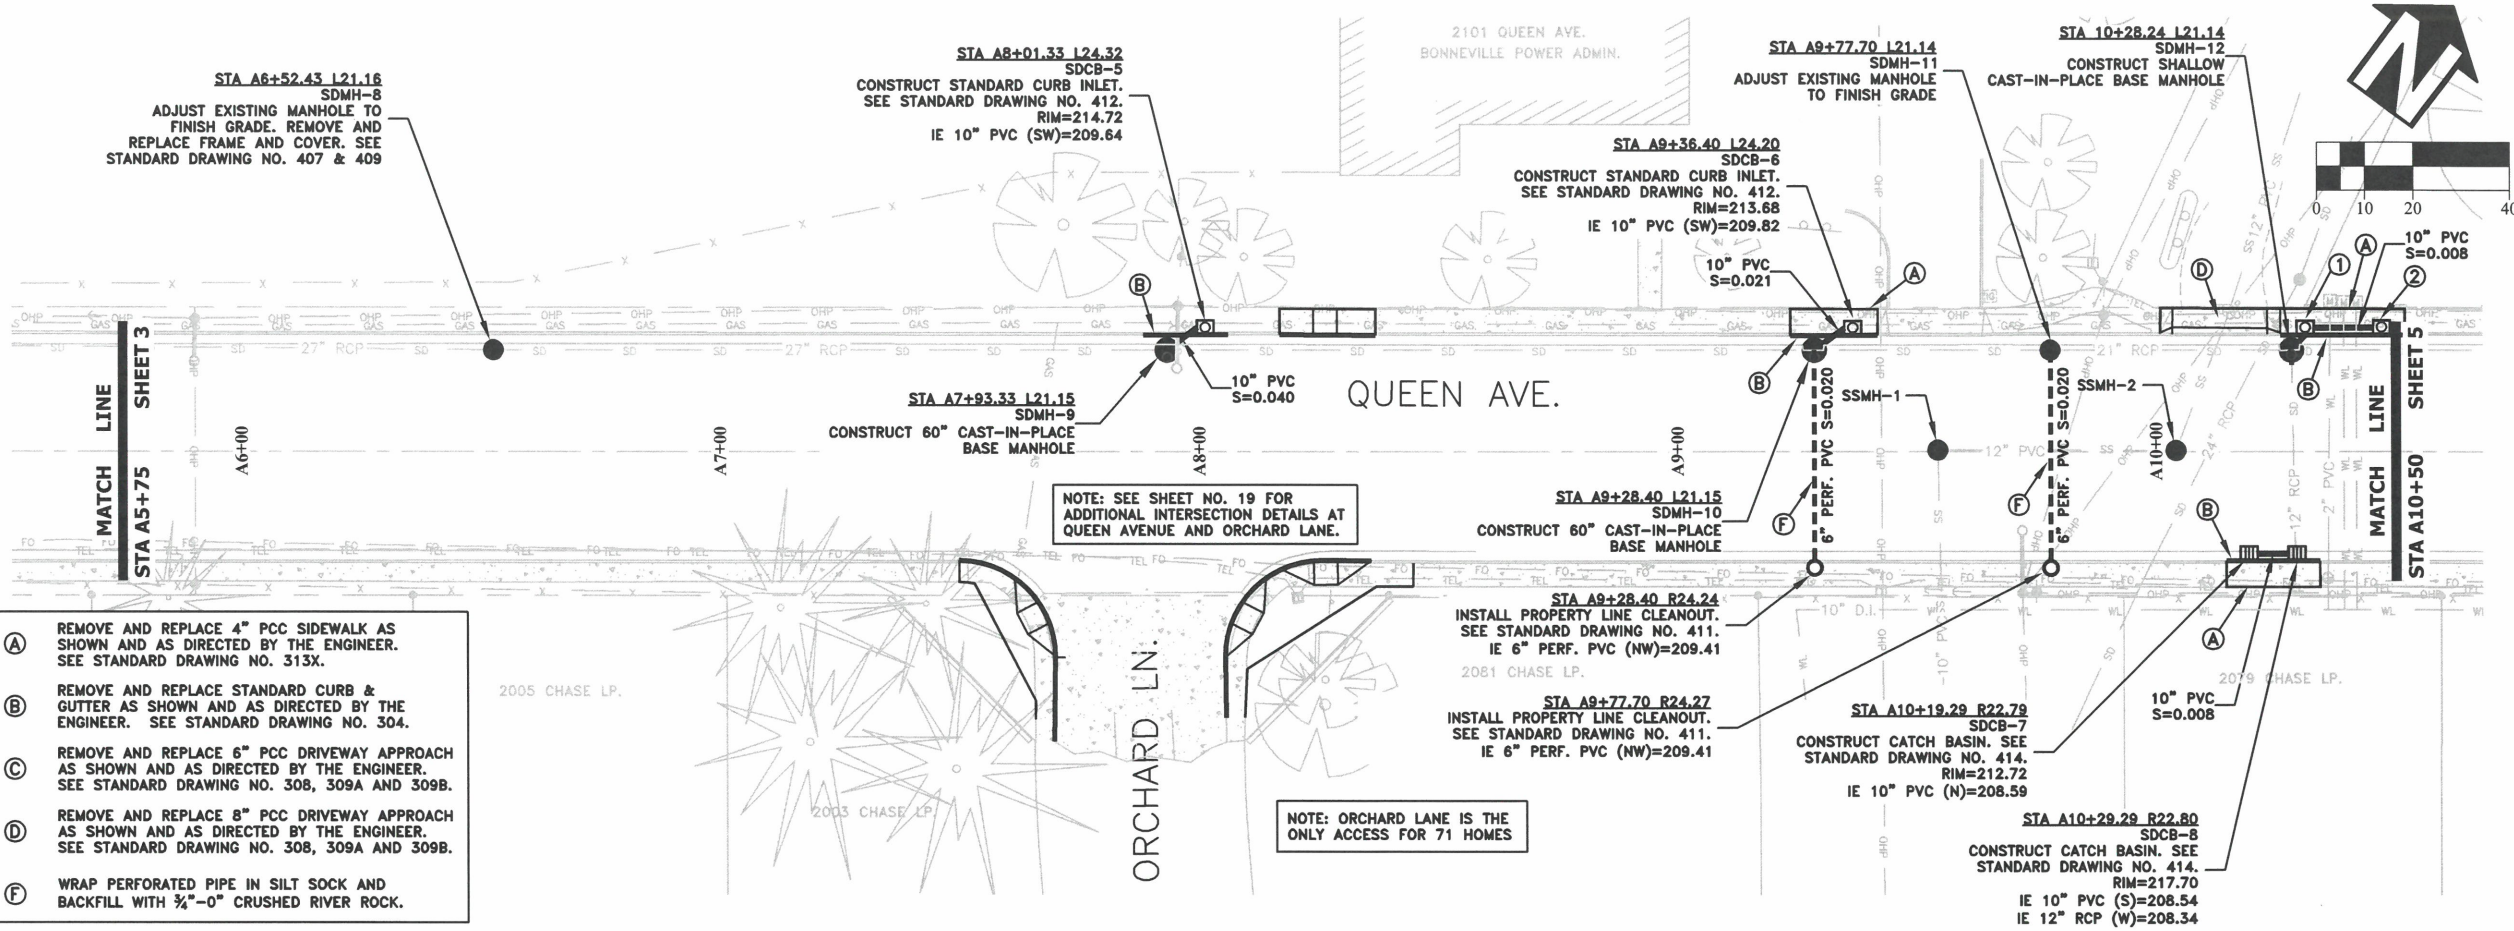 STA A6+52.43 L21.16
SDMH-8
ADJUST EXISTING MANHOLE TO
FINISH GRADE. REMOVE AND
REPLACE FRAME AND COVER. SEE
STANDARD DRAWING NO. 407 & 409
STA A8+01.33 L24.32
SDCB-5
CONSTRUCT STANDARD CURB INLET.
SEE STANDARD DRAWING NO. 412.
RIM=214.72
IE 10" PVC (SW)=209.64
2101 QUEEN AVE.
BONNEVILLE POWER ADMIN.
STA A9+36.40 L24.20
SDCB-6
CONSTRUCT STANDARD CURB INLET.
SEE STANDARD DRAWING NO. 412.
RIM=213.68
IE 10" PVC (SW)=209.82
10" PVC
S=0.021
STA A9+77.70 L21.14
SDMH-11
ADJUST EXISTING MANHOLE
TO FINISH GRADE
STA 10+28.24 L21.14
SDMH-12
CONSTRUCT SHALLOW
CAST-IN-PLACE BASE MANHOLE
N
0 10 20 40
10" PVC
S=0.008
A
B
D
1
A
2
MATCH LINE
STA A5+75 SHEET 3
27" RCP
27" RCP
21" RCP
SS 12" PVC
STA A7+93.33 L21.15
SDMH-9
CONSTRUCT 60" CAST-IN-PLACE
BASE MANHOLE
10" PVC
S=0.040
QUEEN AVE.
B
B
SSMH-1
SSMH-2
6" PERF. PVC S=0.020
6" PERF. PVC S=0.020
F
F
A6+00
A7+00
A8+00
A9+00
A10+00
12" PVC
24" RCP
12" RCP
2" PVC
MATCH LINE
STA A10+50 SHEET 5
NOTE: SEE SHEET NO. 19 FOR
ADDITIONAL INTERSECTION DETAILS AT
QUEEN AVENUE AND ORCHARD LANE.
STA A9+28.40 L21.15
SDMH-10
CONSTRUCT 60" CAST-IN-PLACE
BASE MANHOLE
B
A
STA A9+28.40 R24.24
INSTALL PROPERTY LINE CLEANOUT.
SEE STANDARD DRAWING NO. 411.
IE 6" PERF. PVC (NW)=209.41
2081 CHASE LP.
STA A9+77.70 R24.27
INSTALL PROPERTY LINE CLEANOUT.
SEE STANDARD DRAWING NO. 411.
IE 6" PERF. PVC (NW)=209.41
10" D.I.
10" PVC
STA A10+19.29 R22.79
SDCB-7
CONSTRUCT CATCH BASIN. SEE
STANDARD DRAWING NO. 414.
RIM=212.72
IE 10" PVC (N)=208.59
10" PVC
S=0.008
2079 CHASE LP.
STA A10+29.29 R22.80
SDCB-8
CONSTRUCT CATCH BASIN. SEE
STANDARD DRAWING NO. 414.
RIM=217.70
IE 10" PVC (S)=208.54
IE 12" RCP (W)=208.34
2005 CHASE LP.
2003 CHASE LP.
ORCHARD LN.
NOTE: ORCHARD LANE IS THE
ONLY ACCESS FOR 71 HOMES
A REMOVE AND REPLACE 4" PCC SIDEWALK AS
SHOWN AND AS DIRECTED BY THE ENGINEER.
SEE STANDARD DRAWING NO. 313X.
B REMOVE AND REPLACE STANDARD CURB &
GUTTER AS SHOWN AND AS DIRECTED BY THE
ENGINEER. SEE STANDARD DRAWING NO. 304.
C REMOVE AND REPLACE 6" PCC DRIVEWAY APPROACH
AS SHOWN AND AS DIRECTED BY THE ENGINEER.
SEE STANDARD DRAWING NO. 308, 309A AND 309B.
D REMOVE AND REPLACE 8" PCC DRIVEWAY APPROACH
AS SHOWN AND AS DIRECTED BY THE ENGINEER.
SEE STANDARD DRAWING NO. 308, 309A AND 309B.
F WRAP PERFORATED PIPE IN SILT SOCK AND
BACKFILL WITH ¾"-0" CRUSHED RIVER ROCK.